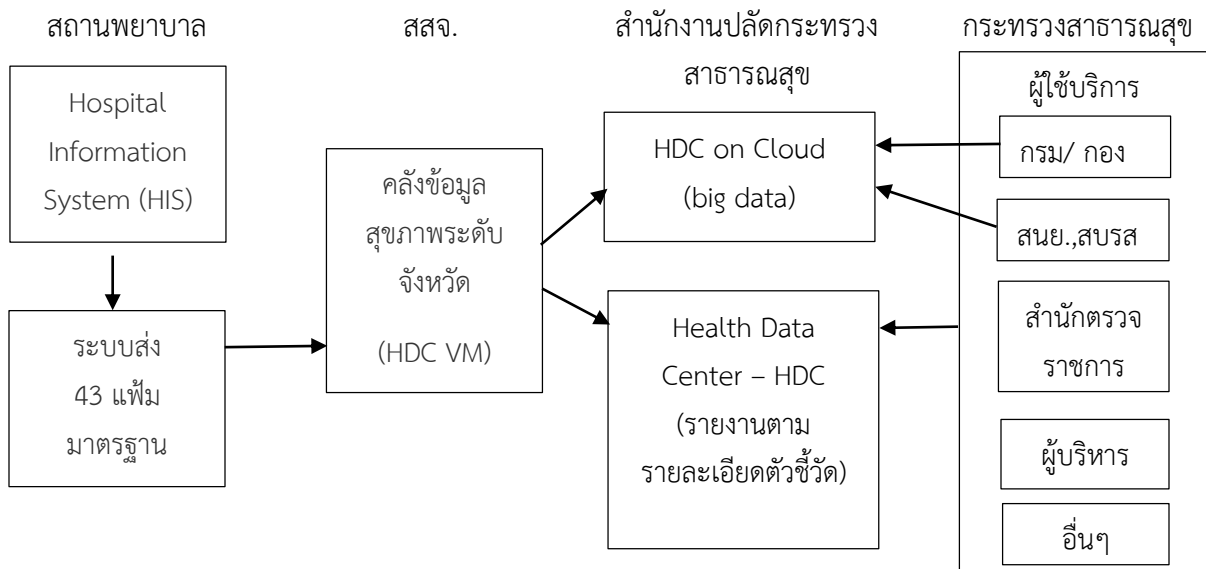 สถานพยาบาล
สสจ.
สำนักงานปลัดกระทรวง
สาธารณสุข
กระทรวงสาธารณสุข
Hospital
Information
System (HIS)
ระบบส่ง
43 แฟ้ม
มาตรฐาน
คลังข้อมูล
สุขภาพระดับ
จังหวัด
(HDC VM)
HDC on Cloud
(big data)
Health Data
Center – HDC
(รายงานตาม
รายละเอียดตัวชี้วัด)
ผู้ใช้บริการ
กรม/ กอง
สนย.,สบรส
สำนักตรวจ
ราชการ
ผู้บริหาร
อื่นๆ